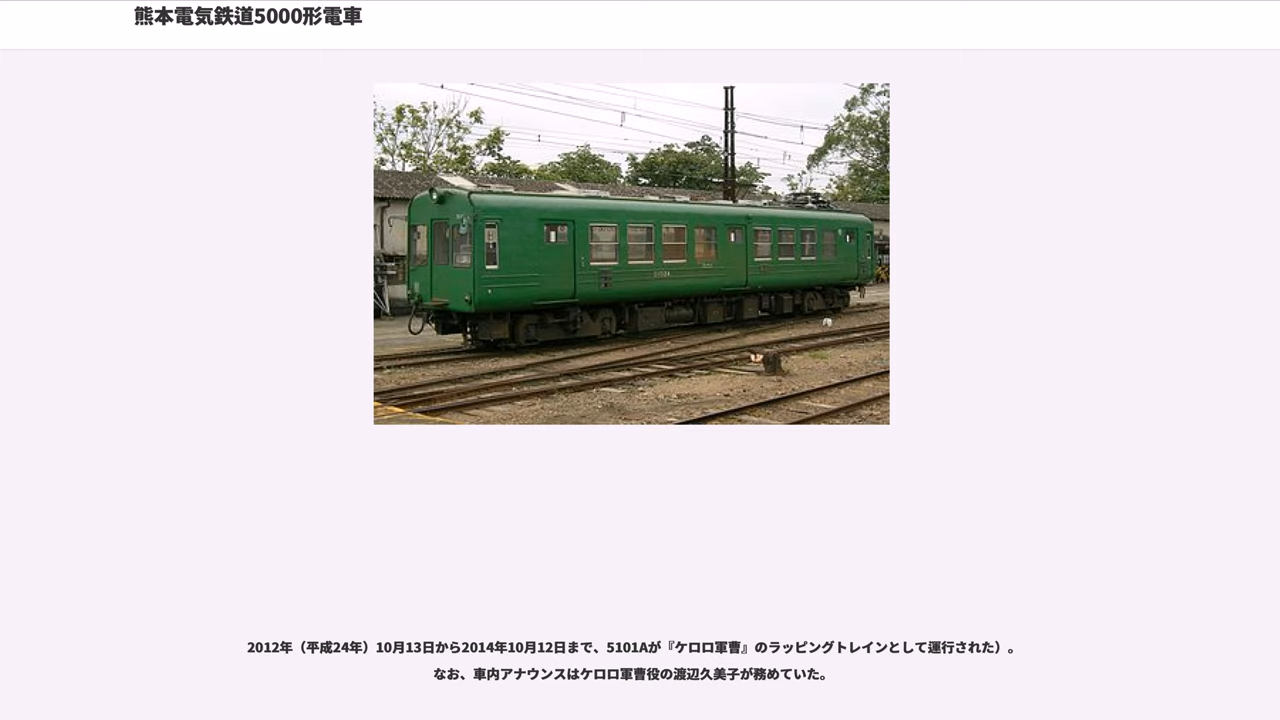 熊本電気鉄道5000形電車
2012年（平成24年）10月13日から2014年10月12日まで、5101Aが『ケロロ軍曹』のラッピングトレインとして運行された）。
なお、車内アナウンスはケロロ軍曹役の渡辺久美子が務めていた。